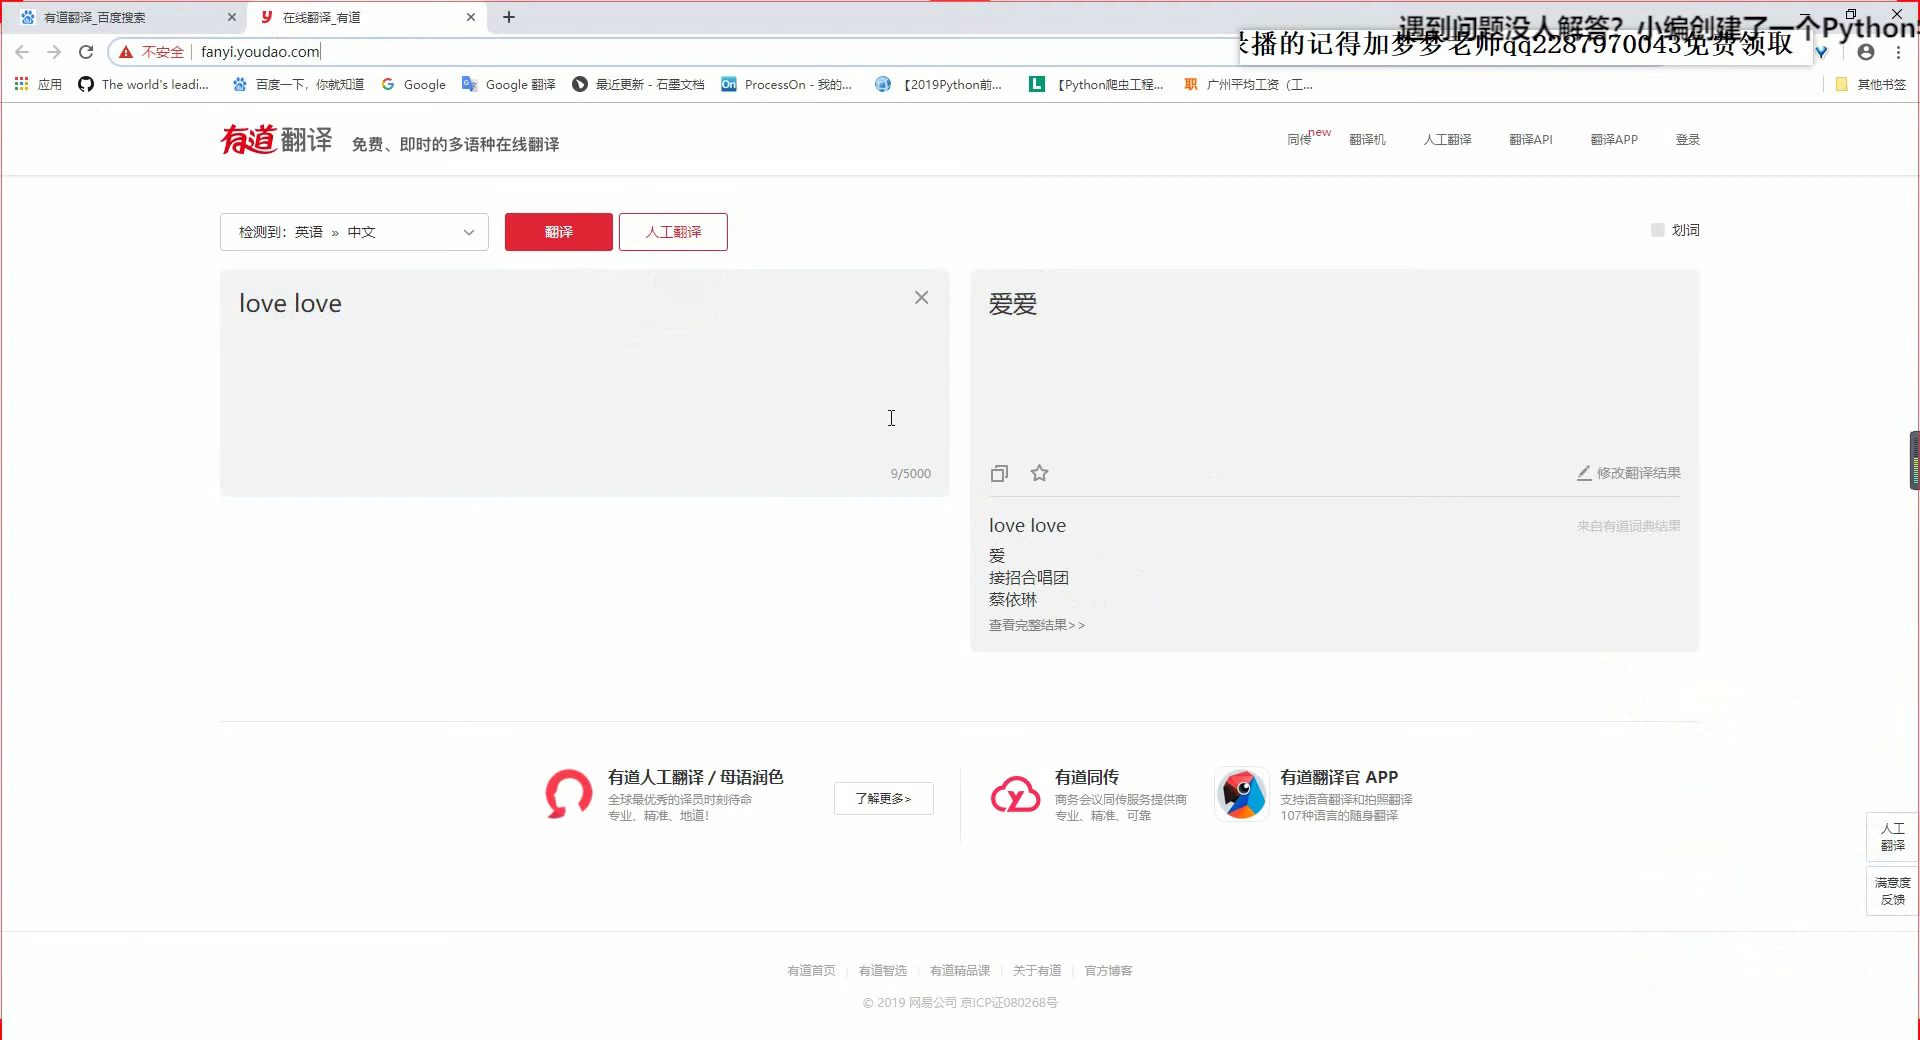 有道翻译_百度搜索
在线翻译_有道
遇到问题没人解答？小编创建了一个Python
不安全
fanyi.youdao.com
播的记得加梦梦老师qq2287970043免费领取
应用
The world's leadi...
百度一下，你就知道
Google
Google 翻译
最近更新 - 石墨文档
ProcessOn - 我的...
【2019Python前...
【Python爬虫工程...
广州平均工资（工...
其他书签
有道翻译
免费、即时的多语种在线翻译
同传new
翻译机
人工翻译
翻译API
翻译APP
登录
检测到：英语 » 中文
翻译
人工翻译
划词
love love
爱爱
9/5000
修改翻译结果
love love
来自有道词典结果
爱
接招合唱团
蔡依琳
查看完整结果>>
有道人工翻译 / 母语润色
全球最优秀的译员时刻待命
专业、精准、地道！
了解更多>
有道同传
商务会议同传服务提供商
专业、精准、可靠
有道翻译官 APP
支持语音翻译和拍照翻译
107种语言的随身翻译
人工
翻译
满意度
反馈
有道首页
有道智选
有道精品课
关于有道
官方博客
© 2019 网易公司 京ICP证080268号